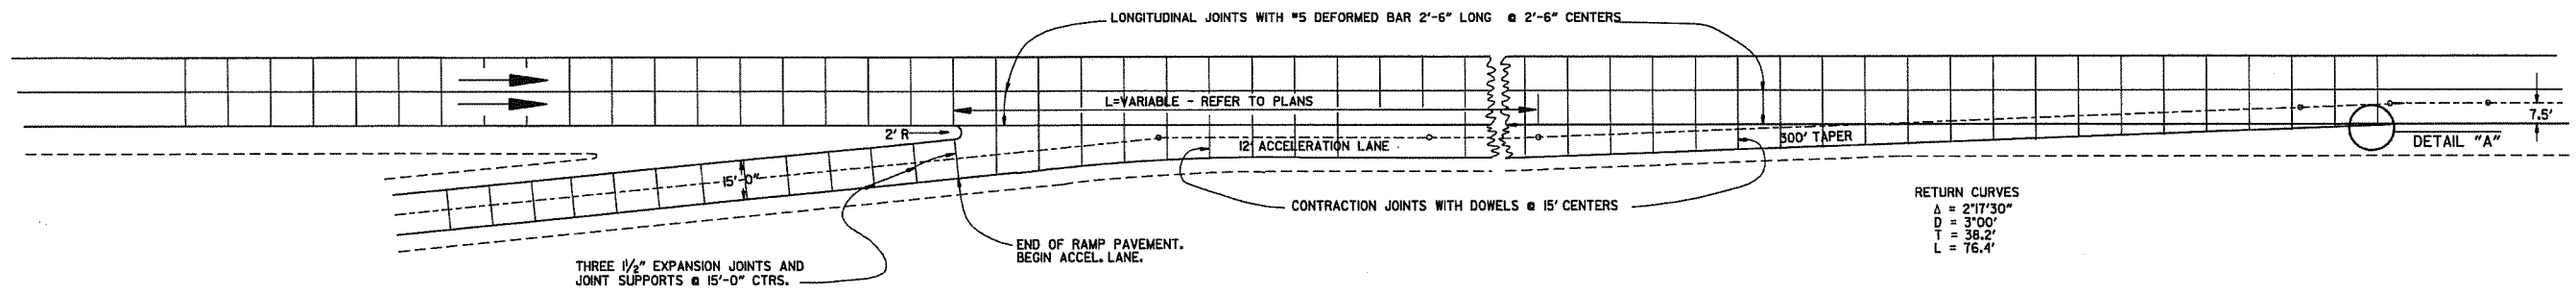 LONGITUDINAL JOINTS WITH #5 DEFORMED BAR 2'-6" LONG @ 2'-6" CENTERS
L=VARIABLE - REFER TO PLANS
7.5'
2' R
300' TAPER
DETAIL "A"
12' ACCELERATION LANE
15'-0"
RETURN CURVES
Δ = 2°17'30"
D = 3°00'
T = 38.2'
L = 76.4'
CONTRACTION JOINTS WITH DOWELS @ 15' CENTERS
END OF RAMP PAVEMENT.
BEGIN ACCEL. LANE.
THREE 1½" EXPANSION JOINTS AND
JOINT SUPPORTS @ 15'-0" CTRS.